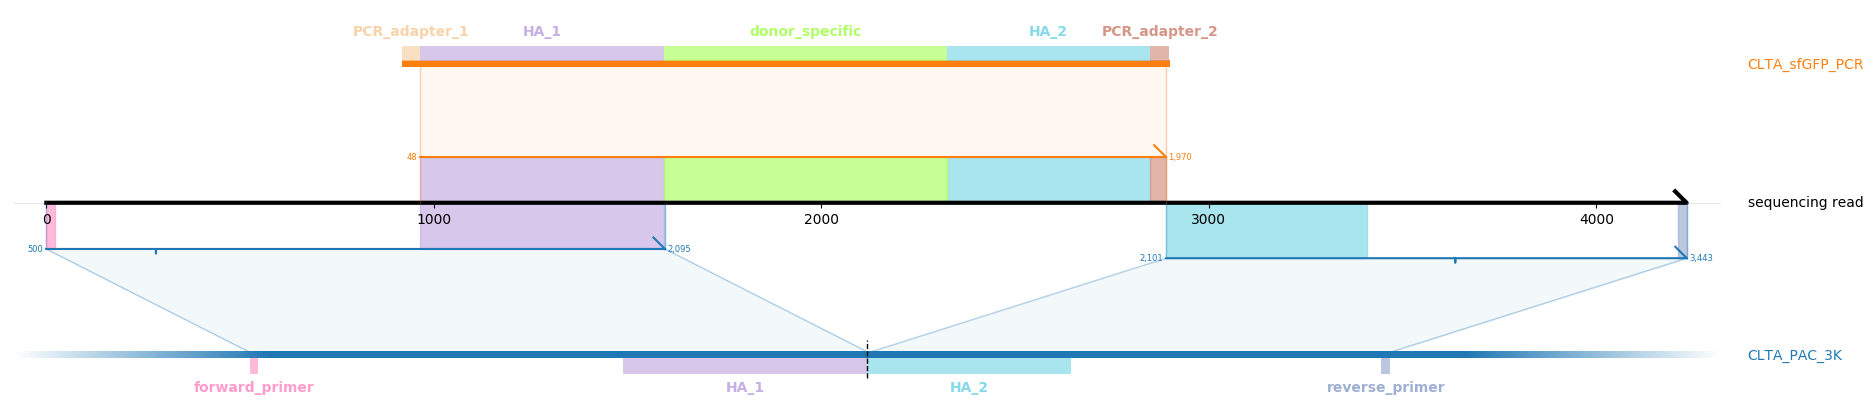 PCR_adapter_1 HA_1 donor_specific HA_2 PCR_adapter_2
CLTA_sfGFP_PCR
48 1,970
sequencing read
0 1000 2000 3000 4000
500 2,095 2,101 3,443
CLTA_PAC_3K
forward_primer HA_1 HA_2 reverse_primer